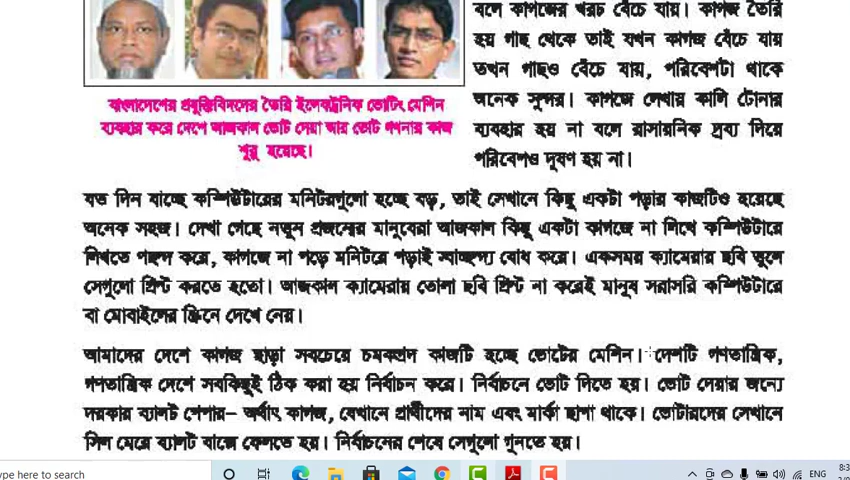 বলে কাগজের খরচ বেঁচে যায়। কাগজ তৈরি
হয় গাছ থেকে তাই যখন কাগজ বেঁচে যায়
তখন গাছও বেঁচে যায়, পরিবেশটা থাকে
অনেক সুন্দর। কাগজে লেখায় কালি টোনার
ব্যবহার হয় না বলে রাসায়নিক দ্রব্য দিয়ে
পরিবেশও দূষণ হয় না।
বাংলাদেশের প্রযুক্তিবিদদের তৈরি ইলেকট্রনিক ভোটিং মেশিন
ব্যবহার করে দেশে আজকাল ভোট দেয়া আর ভোট গণনার কাজ
শুরু হয়েছে।
যত দিন যাচ্ছে কম্পিউটারের মনিটরগুলো হচ্ছে বড়, তাই সেখানে কিছু একটা পড়ার কাজটিও হয়েছে
অনেক সহজ। দেখা গেছে নতুন প্রজন্মের মানুষেরা আজকাল কিছু একটা কাগজে না লিখে কম্পিউটারে
লিখতে পছন্দ করে, কাগজে না পড়ে মনিটরে পড়াই স্বাচ্ছন্দ্য বোধ করে। একসময় ক্যামেরায় ছবি তুলে
সেগুলো প্রিন্ট করতে হতো। আজকাল ক্যামেরায় তোলা ছবি প্রিন্ট না করেই মানুষ সরাসরি কম্পিউটারে
বা মোবাইলের স্ক্রিনে দেখে নেয়।
আমাদের দেশে কাগজ ছাড়া সবচেয়ে চমকপ্রদ কাজটি হচ্ছে ভোটের মেশিন। দেশটি গণতান্ত্রিক,
গণতান্ত্রিক দেশে সবকিছুই ঠিক করা হয় নির্বাচন করে। নির্বাচনে ভোট দিতে হয়। ভোট দেয়ার জন্যে
দরকার ব্যালট পেপার– অর্থাৎ কাগজ, যেখানে প্রার্থীদের নাম এবং মার্কা ছাপা থাকে। ভোটারদের সেখানে
সিল মেরে ব্যালট বাক্সে ফেলতে হয়। নির্বাচনের শেষে সেগুলো গুনতে হয়।
ype here to search
ENG
8:3